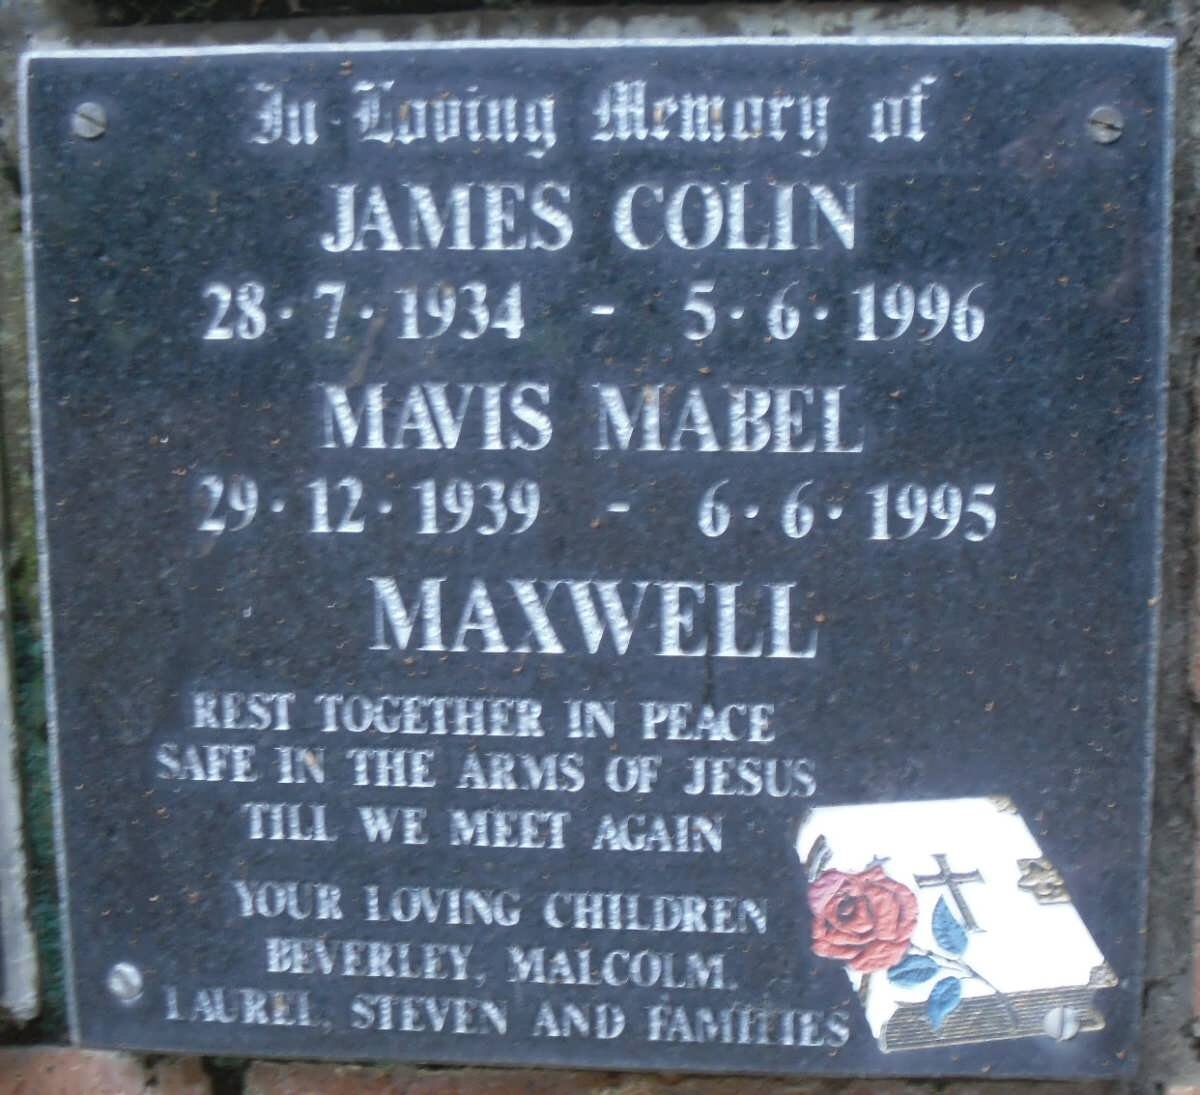 In Loving Memory of
JAMES COLIN
28·7·1934 - 5·6·1996
MAVIS MABEL
29·12·1939 - 6·6·1995
MAXWELL
REST TOGETHER IN PEACE
SAFE IN THE ARMS OF JESUS
TILL WE MEET AGAIN
YOUR LOVING CHILDREN
BEVERLEY, MALCOLM,
LAUREL, STEVEN AND FAMILIES